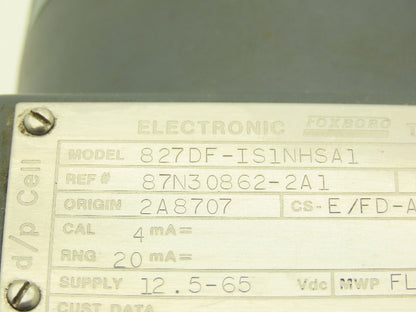 ELECTRONIC FOXBORO T
d/p Cell
MODEL 827DF-IS1NHSA1
REF # 87N30862-2A1
ORIGIN 2A8707 CS- E/FD-A
CAL 4 mA=
RNG 20 mA=
SUPPLY 12.5-65 Vdc MWP FL
CUST DATA